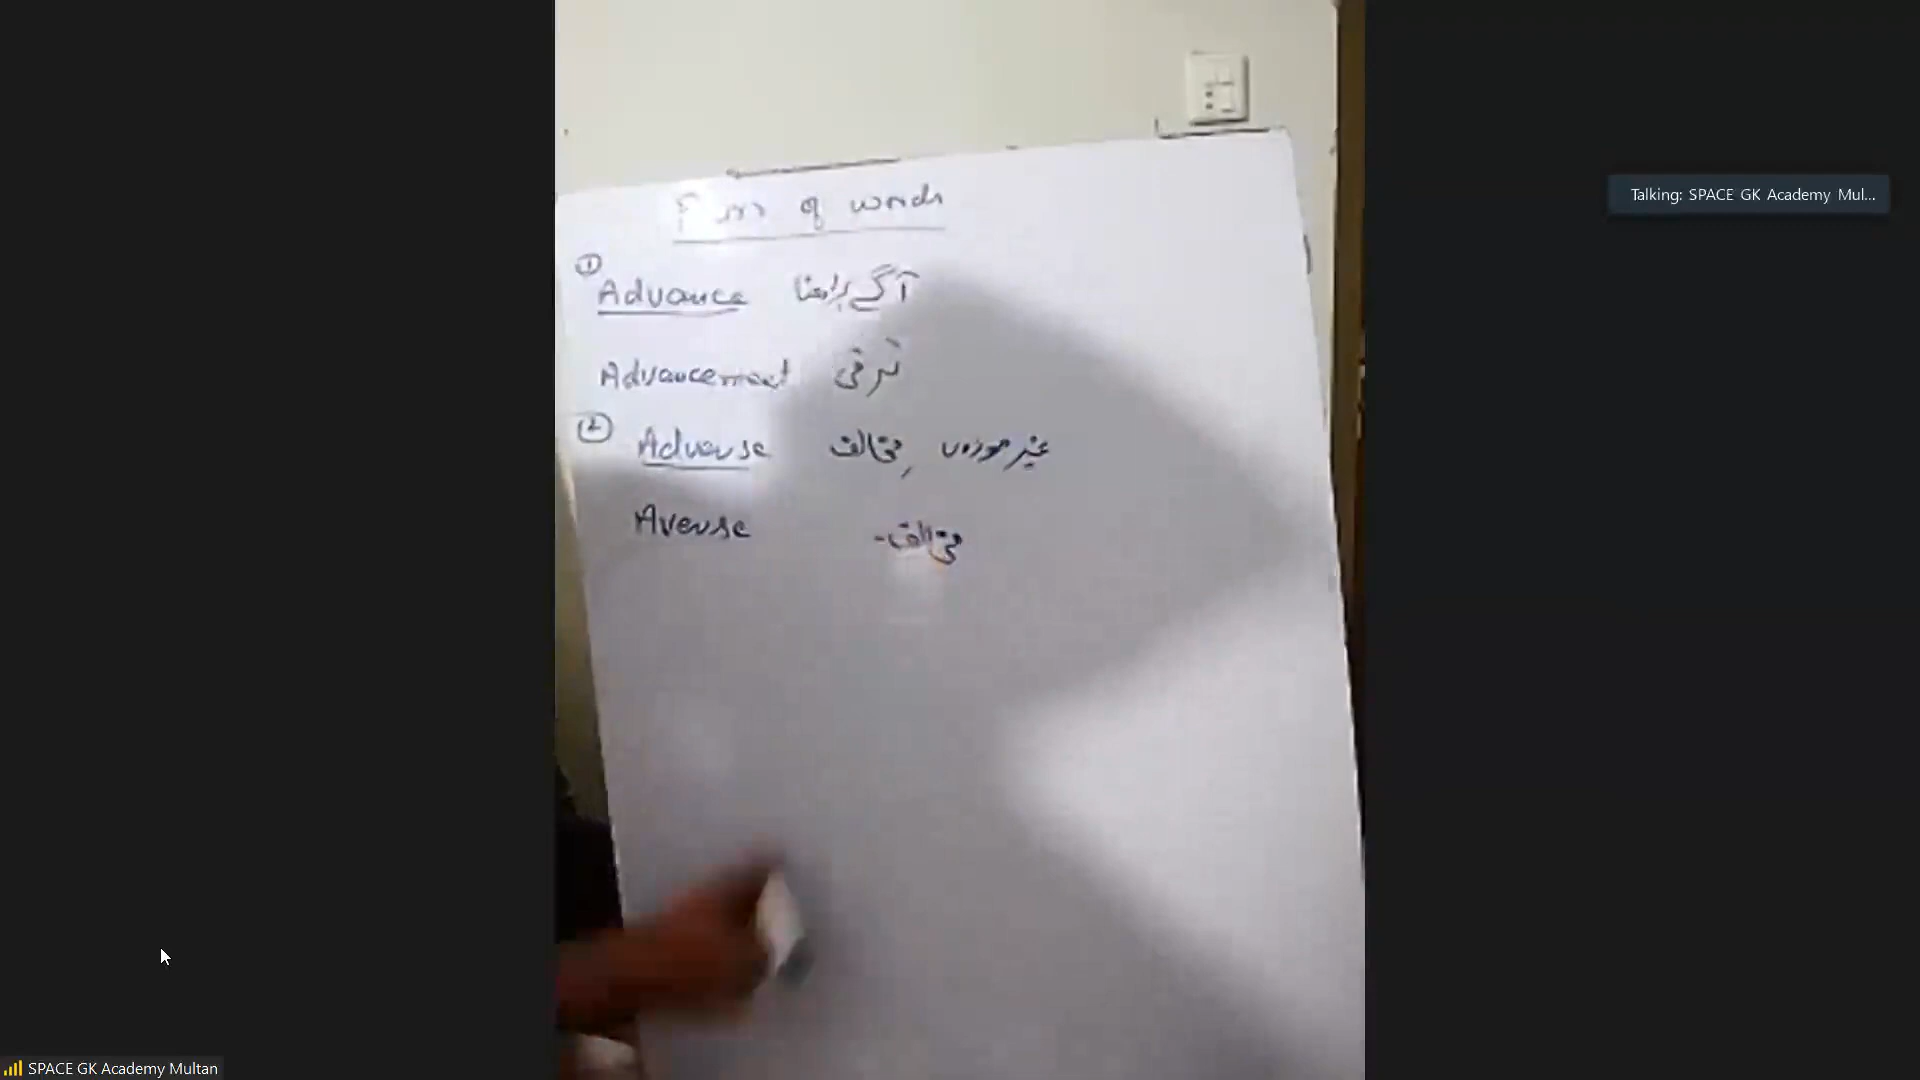 of words
① Advance آگے بڑھنا
Advancement ترقی
② Adverse غیر موزوں, مخالف
Averse مخالف-
Talking: SPACE GK Academy Mul...
SPACE GK Academy Multan